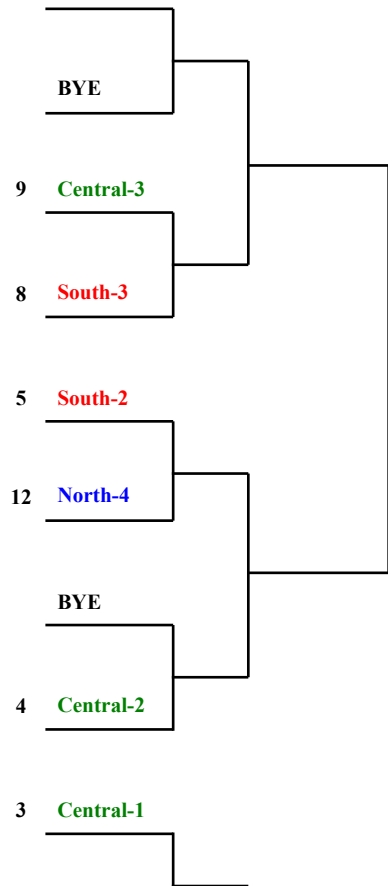 BYE
9 Central-3
8 South-3
5 South-2
12 North-4
BYE
4 Central-2
3 Central-1